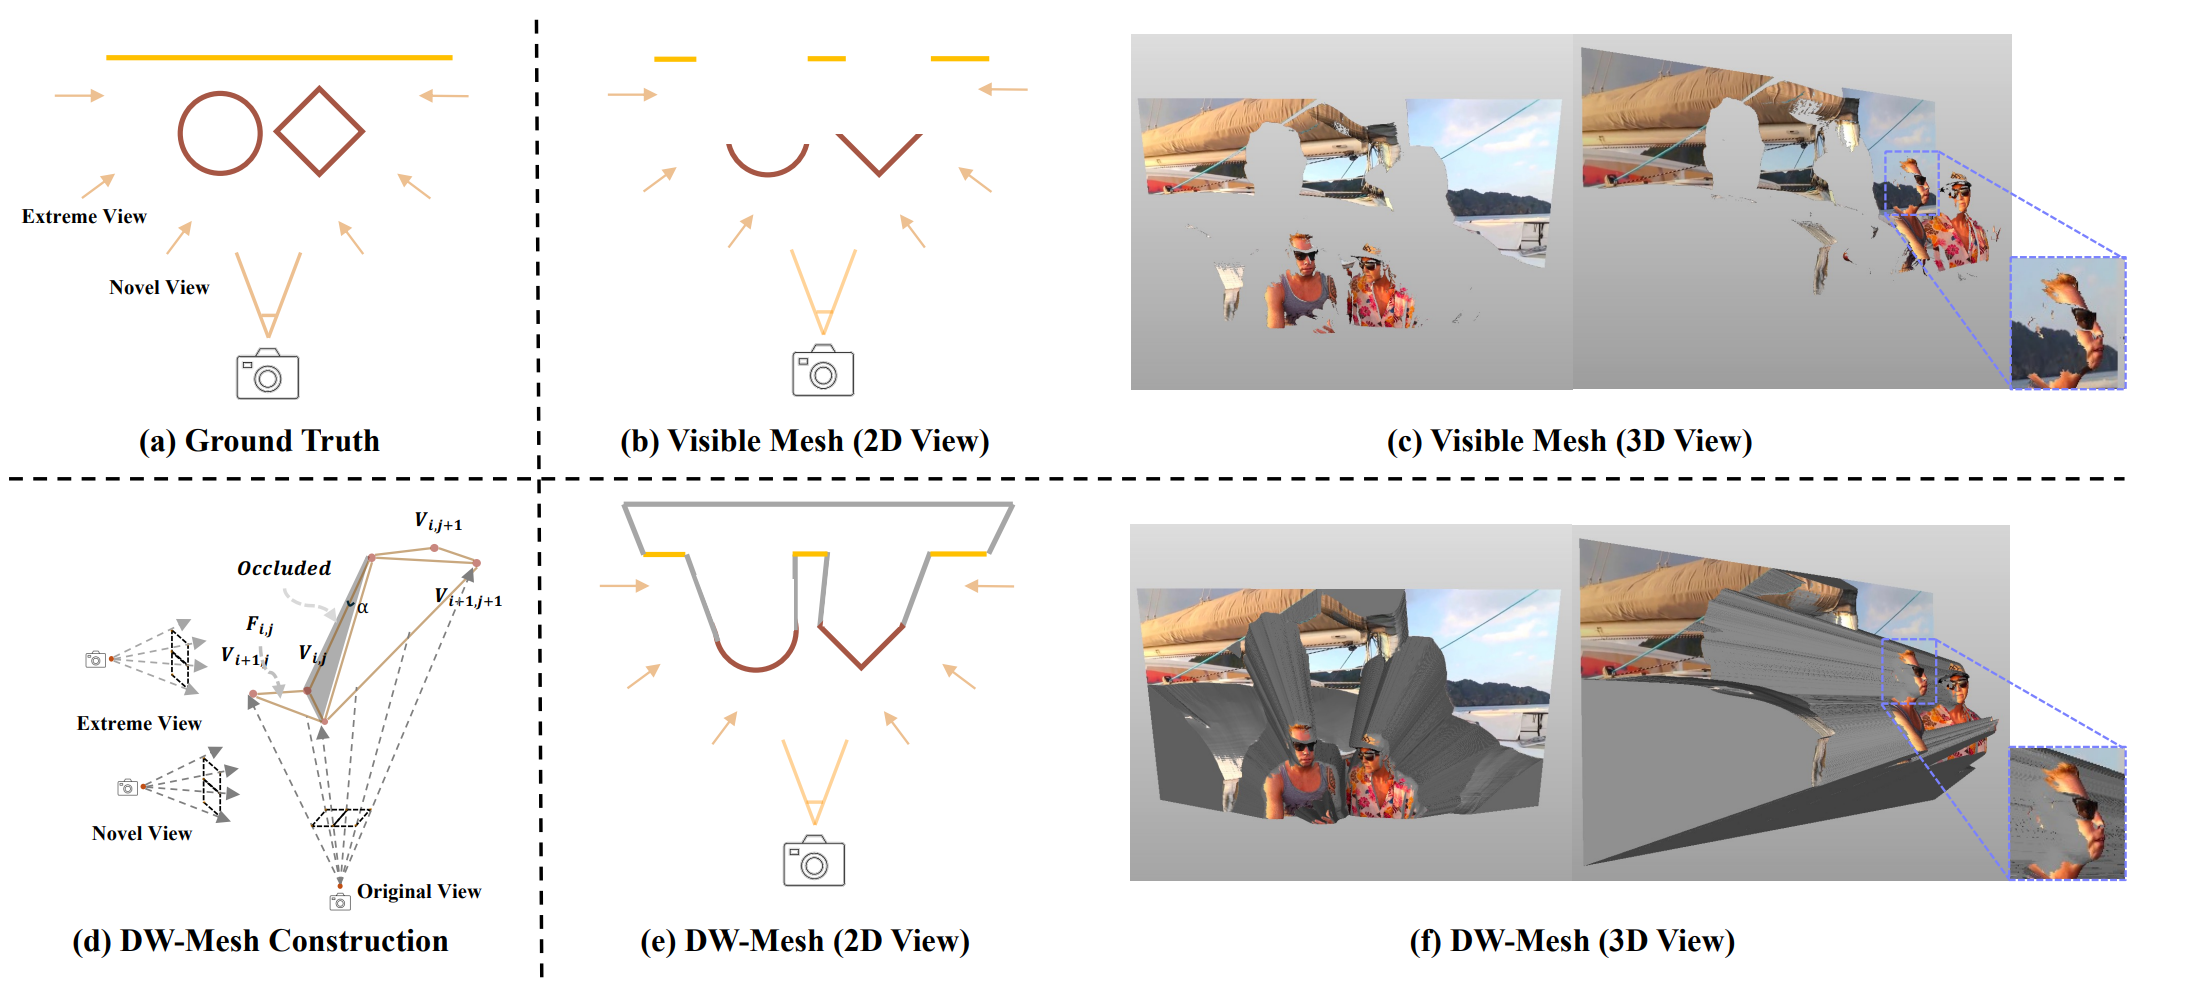 Extreme View
Novel View
(a) Ground Truth
(b) Visible Mesh (2D View)
(c) Visible Mesh (3D View)
V_{i,j+1}
Occluded
α
V_{i+1,j+1}
F_{i,j}
V_{i+1,j}
V_{i,j}
Extreme View
Novel View
Original View
(d) DW-Mesh Construction
(e) DW-Mesh (2D View)
(f) DW-Mesh (3D View)